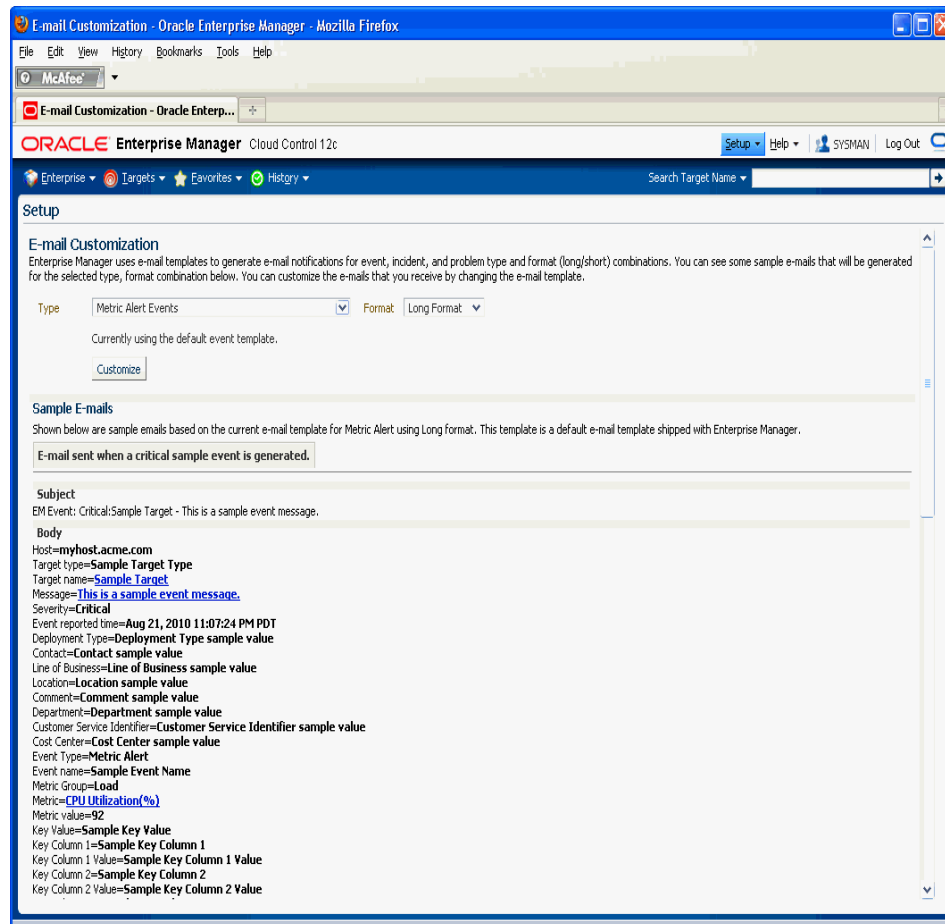 E-mail Customization - Oracle Enterprise Manager - Mozilla Firefox
File Edit View History Bookmarks Tools Help
McAfee
E-mail Customization - Oracle Enterp...
ORACLE Enterprise Manager Cloud Control 12c
Setup Help SYSMAN Log Out
Enterprise Targets Favorites History Search Target Name
Setup
E-mail Customization
Enterprise Manager uses e-mail templates to generate e-mail notifications for event, incident, and problem type and format (long/short) combinations. You can see some sample e-mails that will be generated
for the selected type, format combination below. You can customize the e-mails that you receive by changing the e-mail template.
Type Metric Alert Events Format Long Format
Currently using the default event template.
Customize
Sample E-mails
Shown below are sample emails based on the current e-mail template for Metric Alert using Long format. This template is a default e-mail template shipped with Enterprise Manager.
E-mail sent when a critical sample event is generated.
Subject
EM Event: Critical:Sample Target - This is a sample event message.
Body
Host=myhost.acme.com
Target type=Sample Target Type
Target name=Sample Target
Message=This is a sample event message.
Severity=Critical
Event reported time=Aug 21, 2010 11:07:24 PM PDT
Deployment Type=Deployment Type sample value
Contact=Contact sample value
Line of Business=Line of Business sample value
Location=Location sample value
Comment=Comment sample value
Department=Department sample value
Customer Service Identifier=Customer Service Identifier sample value
Cost Center=Cost Center sample value
Event Type=Metric Alert
Event name=Sample Event Name
Metric Group=Load
Metric=CPU Utilization(%)
Metric value=92
Key Value=Sample Key Value
Key Column 1=Sample Key Column 1
Key Column 1 Value=Sample Key Column 1 Value
Key Column 2=Sample Key Column 2
Key Column 2 Value=Sample Key Column 2 Value